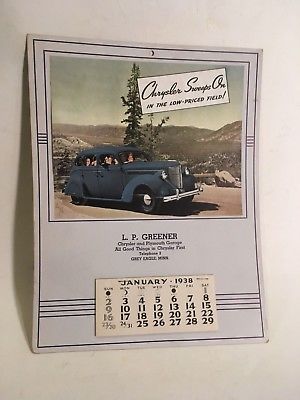 Chrysler Sweeps On
IN THE LOW-PRICED FIELD!
L. P. GREENER
Chrysler and Plymouth Garage
All Good Things in Chrysler First
Telephone 5
GREY EAGLE, MINN.
JANUARY - 1938
SUN MON TUE WED THU FRI SAT
1
2 3 4 5 6 7 8
9 10 11 12 13 14 15
16 17 18 19 20 21 22
23/30 24/31 25 26 27 28 29